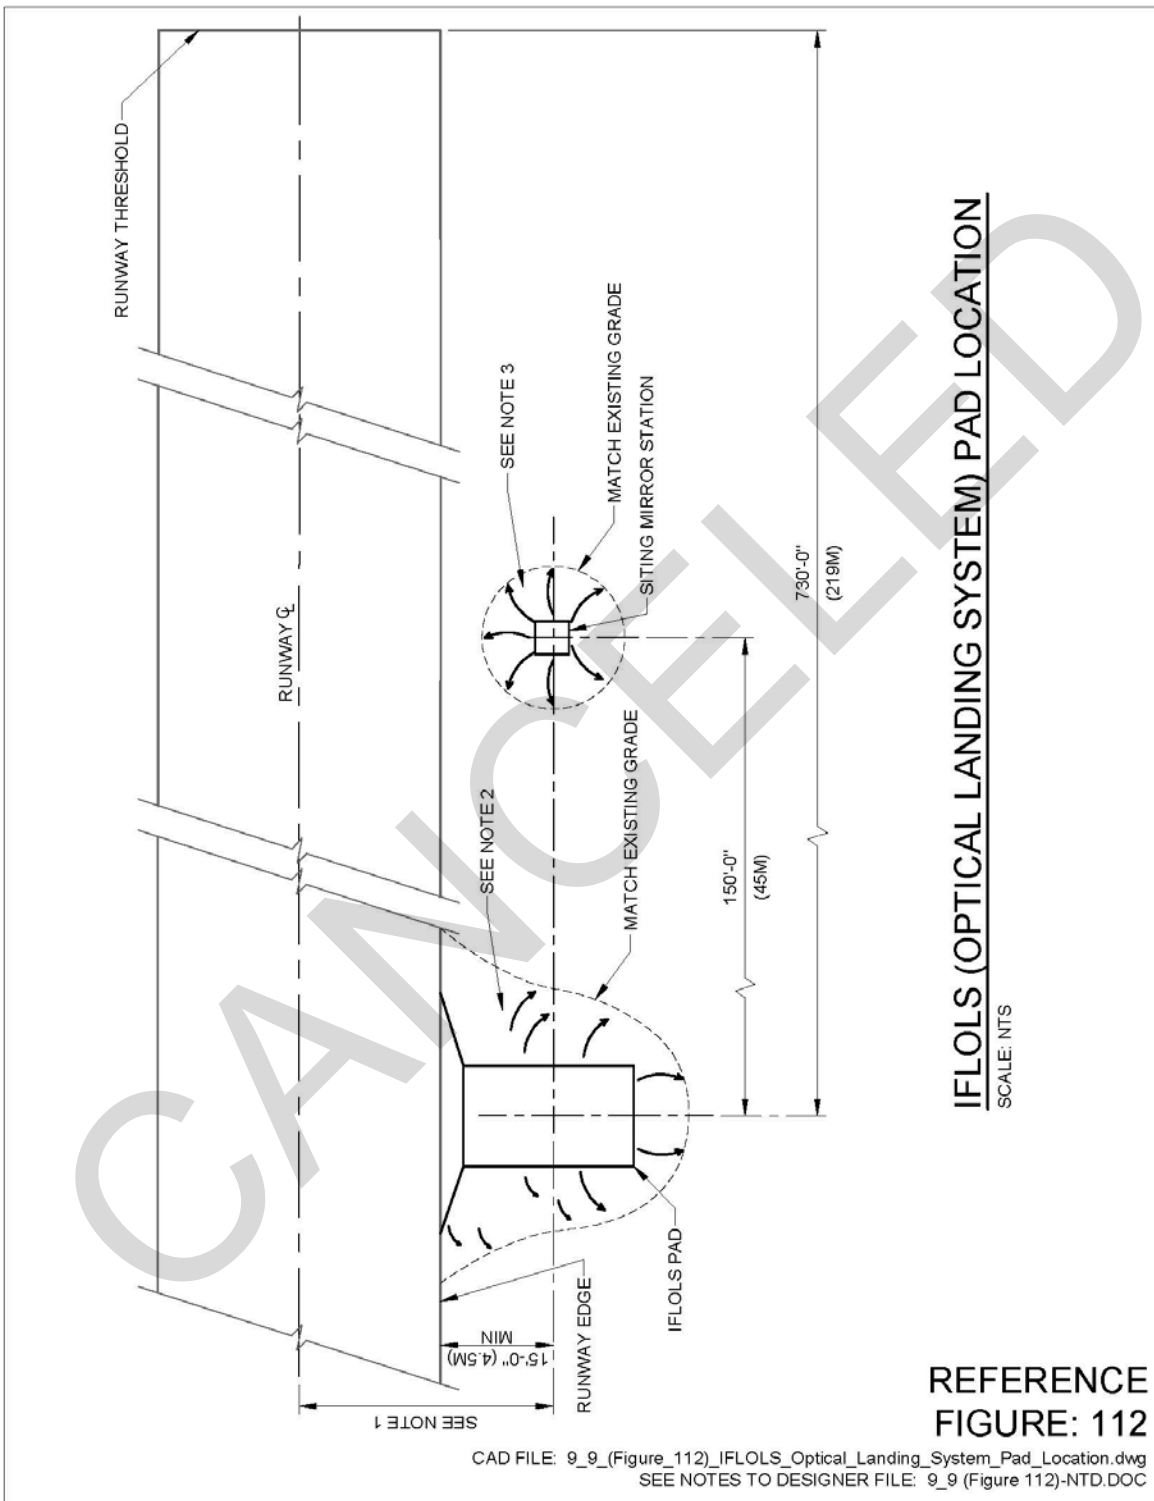 RUNWAY THRESHOLD
RUNWAY ℄
SEE NOTE 3
MATCH EXISTING GRADE
SITING MIRROR STATION
730'-0"
(219M)
SEE NOTE 2
MATCH EXISTING GRADE
150'-0"
(45M)
IFLOLS PAD
RUNWAY EDGE
15'-0" (4.5M)
MIN
SEE NOTE 1
IFLOLS (OPTICAL LANDING SYSTEM) PAD LOCATION
SCALE: NTS
CANCELED
REFERENCE
FIGURE: 112
CAD FILE: 9_9_(Figure_112)_IFLOLS_Optical_Landing_System_Pad_Location.dwg
SEE NOTES TO DESIGNER FILE: 9_9 (Figure 112)-NTD.DOC